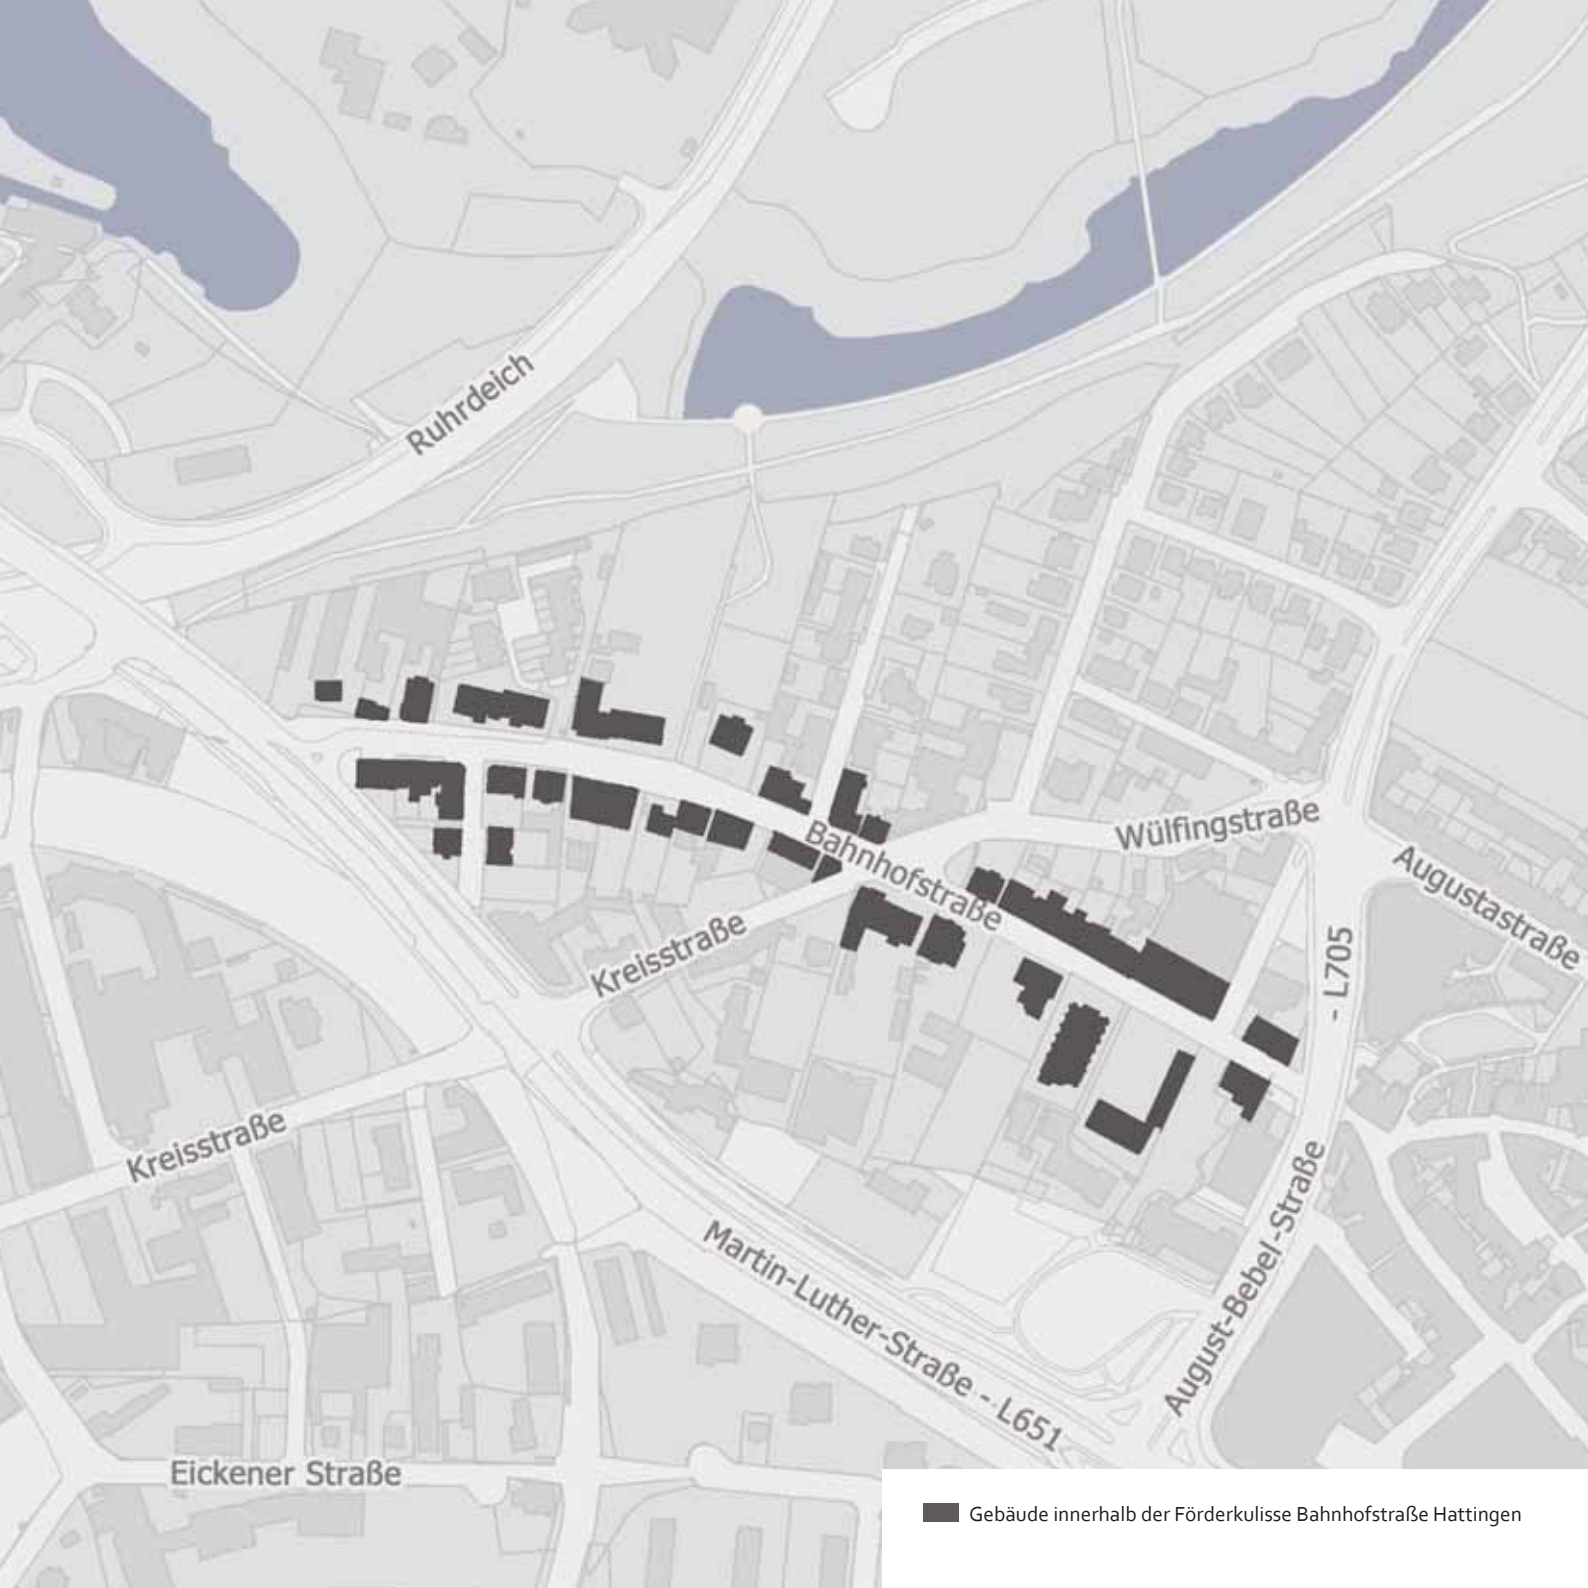 Ruhrdeich
Wülfingstraße
Bahnhofstraße
Augustastraße
Kreisstraße
- L705
Kreisstraße
Martin-Luther-Straße - L651
August-Bebel-Straße
Eickener Straße
Gebäude innerhalb der Förderkulisse Bahnhofstraße Hattingen